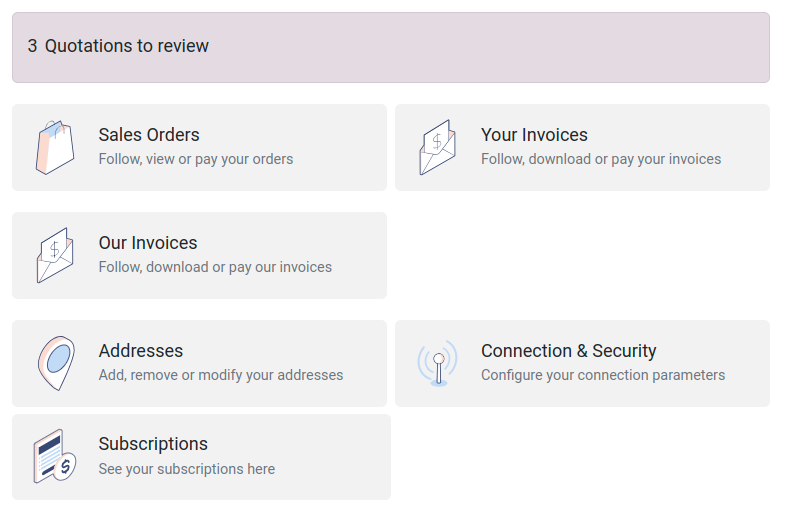 3 Quotations to review
Sales Orders
Follow, view or pay your orders
Your Invoices
Follow, download or pay your invoices
Our Invoices
Follow, download or pay our invoices
Addresses
Add, remove or modify your addresses
Connection & Security
Configure your connection parameters
Subscriptions
See your subscriptions here